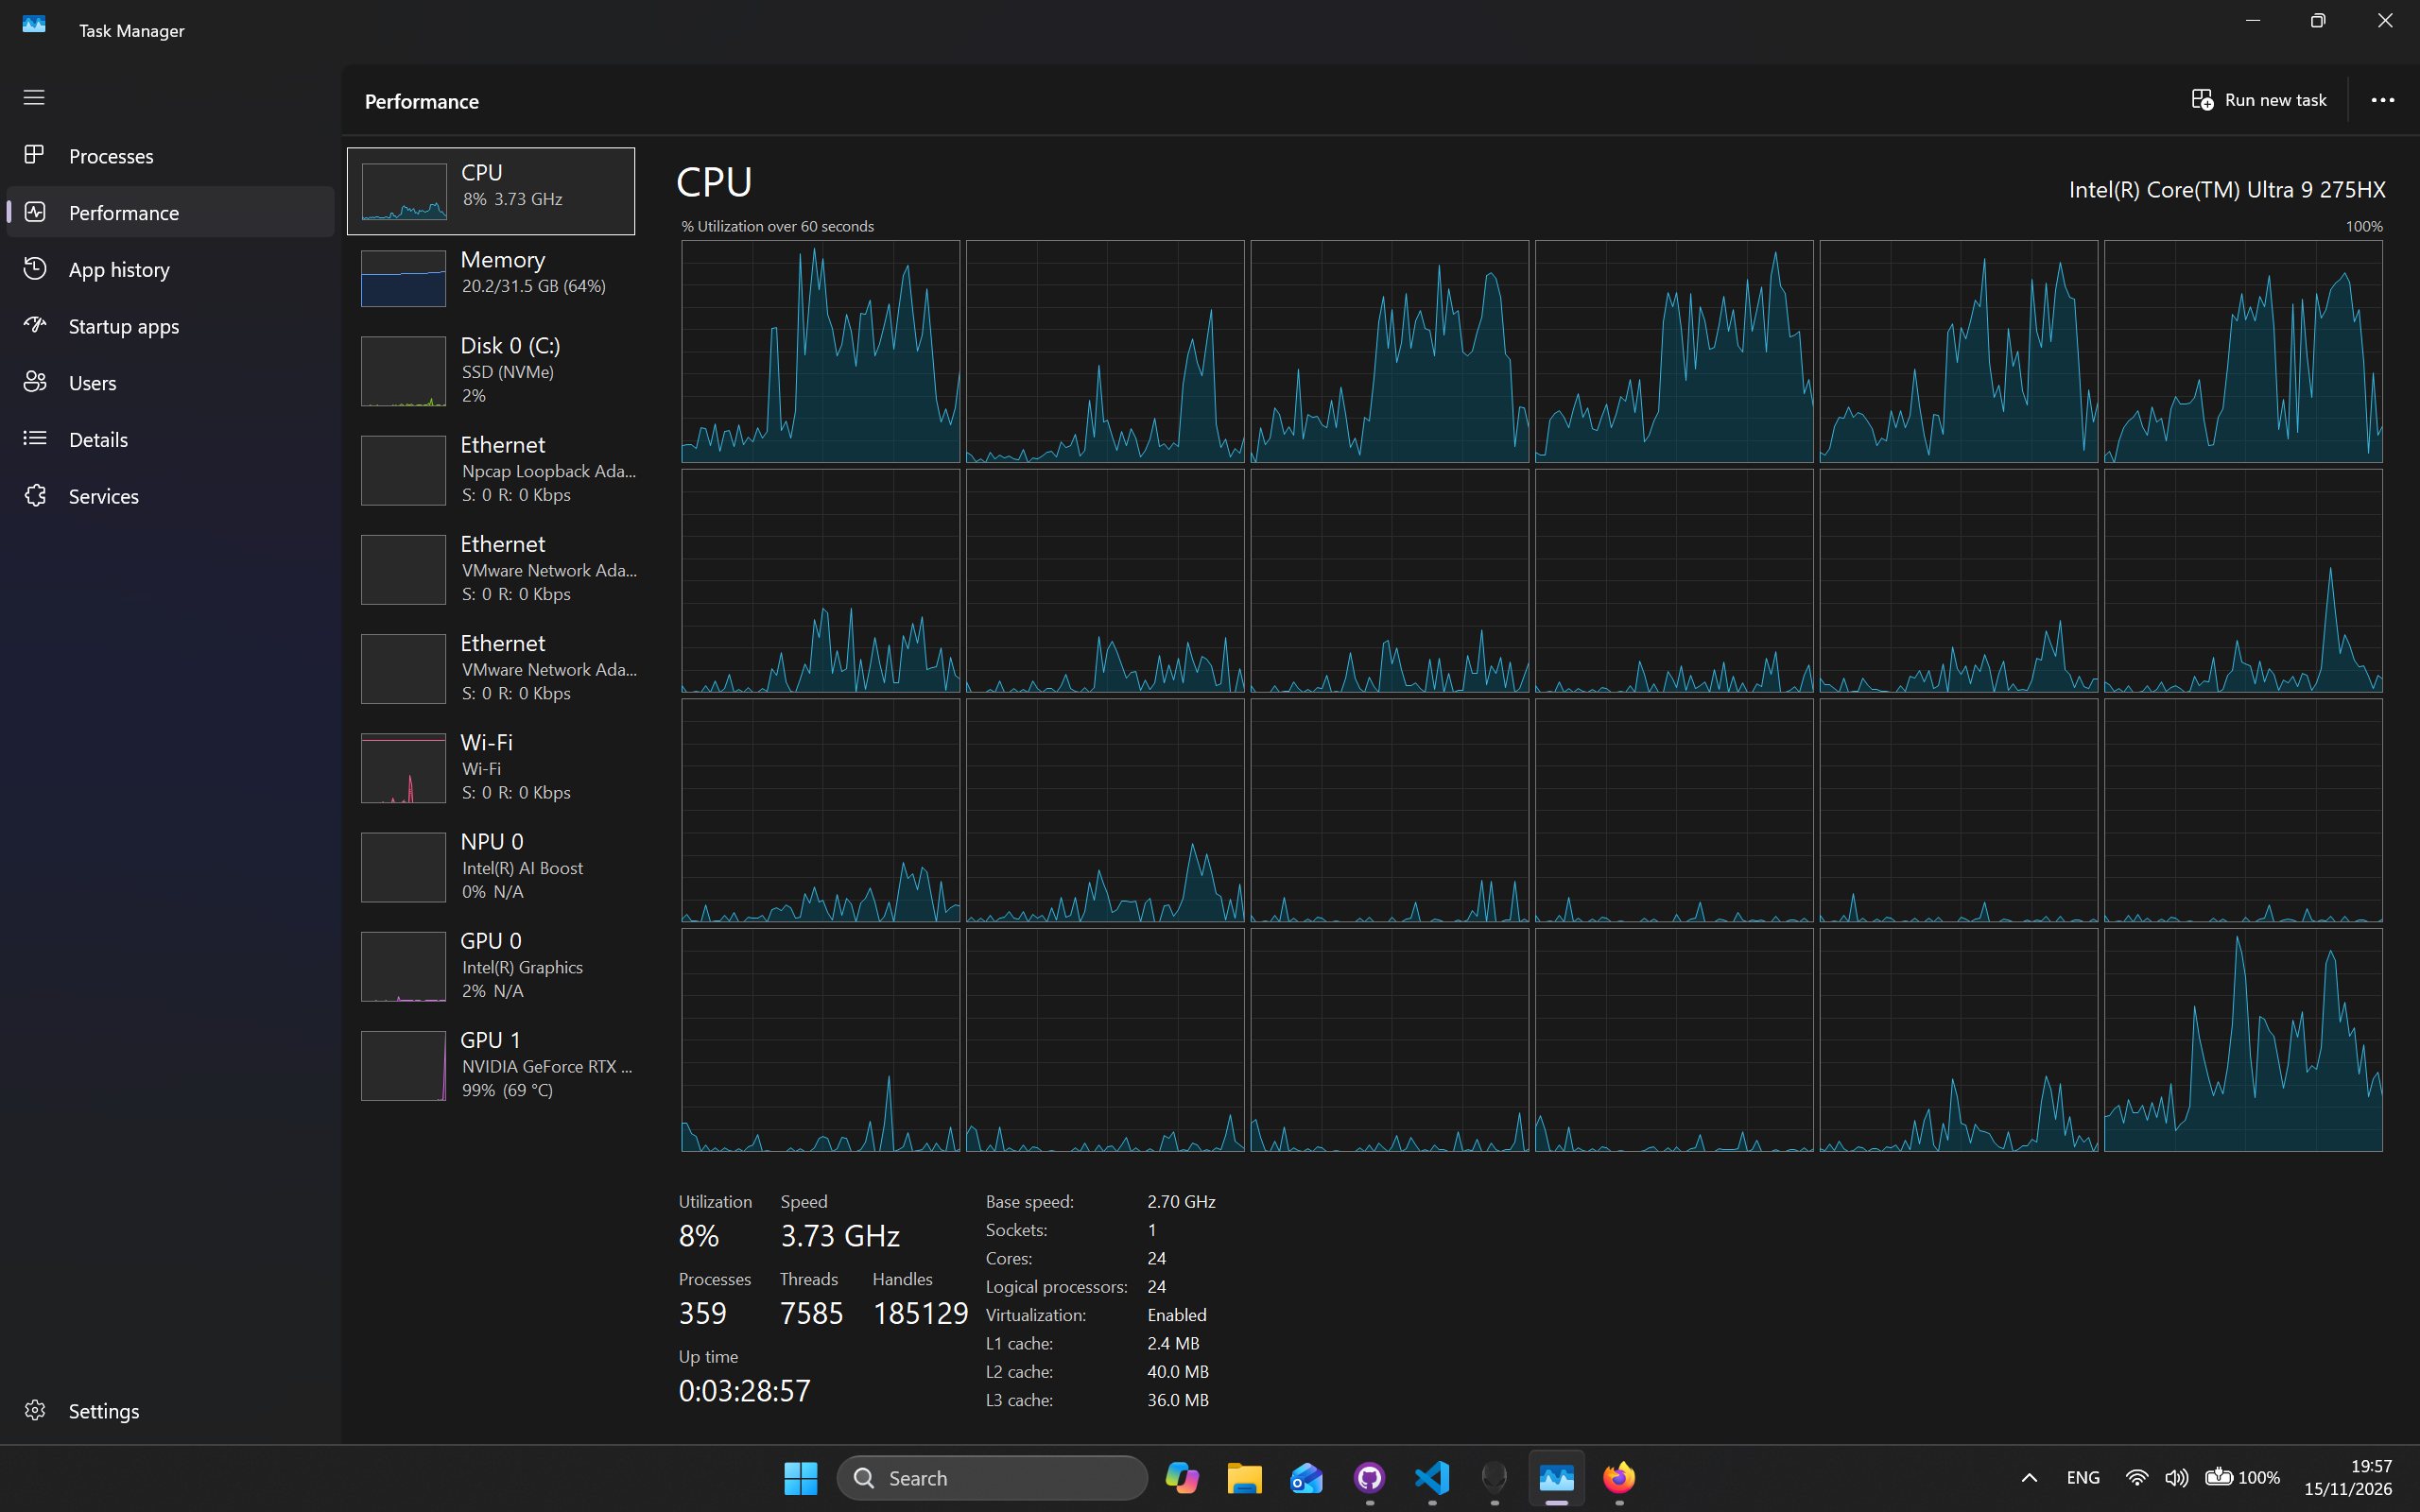 Task Manager
Performance
Run new task
Processes
Performance
App history
Startup apps
Users
Details
Services
Settings
CPU
8% 3.73 GHz
Memory
20.2/31.5 GB (64%)
Disk 0 (C:)
SSD (NVMe)
2%
Ethernet
Npcap Loopback Ada...
S: 0 R: 0 Kbps
Ethernet
VMware Network Ada...
S: 0 R: 0 Kbps
Ethernet
VMware Network Ada...
S: 0 R: 0 Kbps
Wi-Fi
Wi-Fi
S: 0 R: 0 Kbps
NPU 0
Intel(R) AI Boost
0% N/A
GPU 0
Intel(R) Graphics
2% N/A
GPU 1
NVIDIA GeForce RTX ...
99% (69 °C)
CPU
Intel(R) Core(TM) Ultra 9 275HX
% Utilization over 60 seconds
100%
Utilization Speed
8% 3.73 GHz
Processes Threads Handles
359 7585 185129
Up time
0:03:28:57
Base speed: 2.70 GHz
Sockets: 1
Cores: 24
Logical processors: 24
Virtualization: Enabled
L1 cache: 2.4 MB
L2 cache: 40.0 MB
L3 cache: 36.0 MB
Search
ENG
100%
19:57
15/11/2026